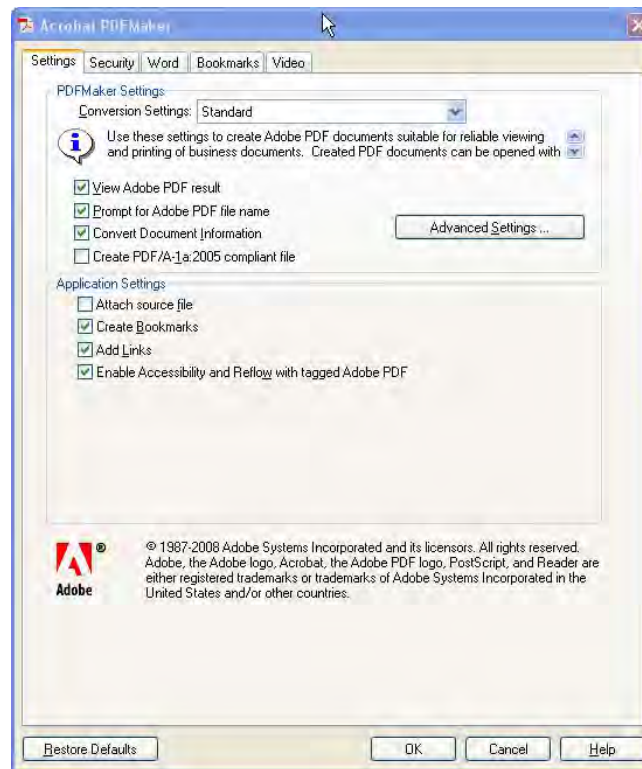 Acrobat PDFMaker
Settings Security Word Bookmarks Video
PDFMaker Settings
Conversion Settings: Standard
Use these settings to create Adobe PDF documents suitable for reliable viewing
and printing of business documents. Created PDF documents can be opened with
View Adobe PDF result
Prompt for Adobe PDF file name
Convert Document Information
Advanced Settings ...
Create PDF/A-1a:2005 compliant file
Application Settings
Attach source file
Create Bookmarks
Add Links
Enable Accessibility and Reflow with tagged Adobe PDF
® © 1987-2008 Adobe Systems Incorporated and its licensors. All rights reserved.
Adobe, the Adobe logo, Acrobat, the Adobe PDF logo, PostScript, and Reader are
either registered trademarks or trademarks of Adobe Systems Incorporated in the
Adobe United States and/or other countries.
Restore Defaults OK Cancel Help